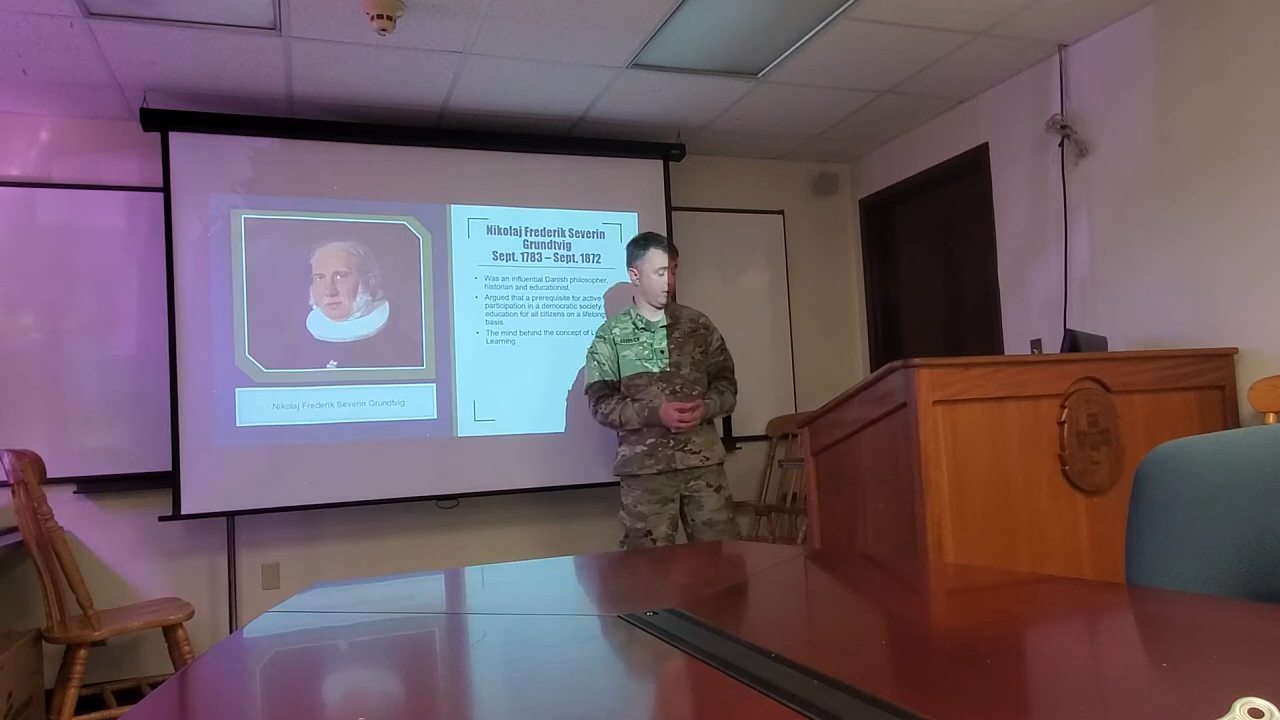 Nikolaj Frederik Severin
Grundtvig
Sept. 1783 – Sept. 1872
• Was an influential Danish philosopher,
historian and educationist
• Argued that a prerequisite for active
participation in a democratic society
education for all citizens on a lifelong
basis.
• The mind behind the concept of
Learning
Nikolaj Frederik Severin Grundtvig